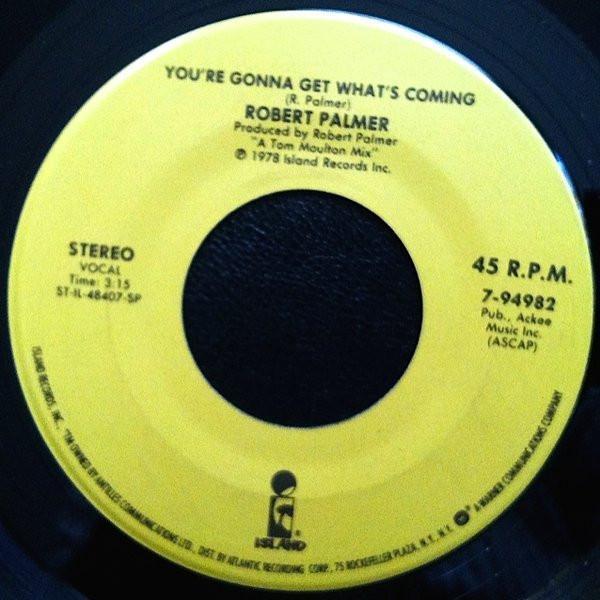 YOU'RE GONNA GET WHAT'S COMING
(R. Palmer)
ROBERT PALMER
Produced by Robert Palmer
"A Tom Moulton Mix"
℗ 1978 Island Records Inc.
STEREO
VOCAL
Time: 3:15
ST-IL-48407-SP
45 R.P.M.
7-94982
Pub., Ackee
Music Inc.
(ASCAP)
ISLAND®
ISLAND RECORDS, INC., TM OWNED BY ANTILLES COMMUNICATIONS LTD., DIST. BY ATLANTIC RECORDING CORP., 75 ROCKEFELLER PLAZA, N.Y., N.Y. A WARNER COMMUNICATIONS COMPANY